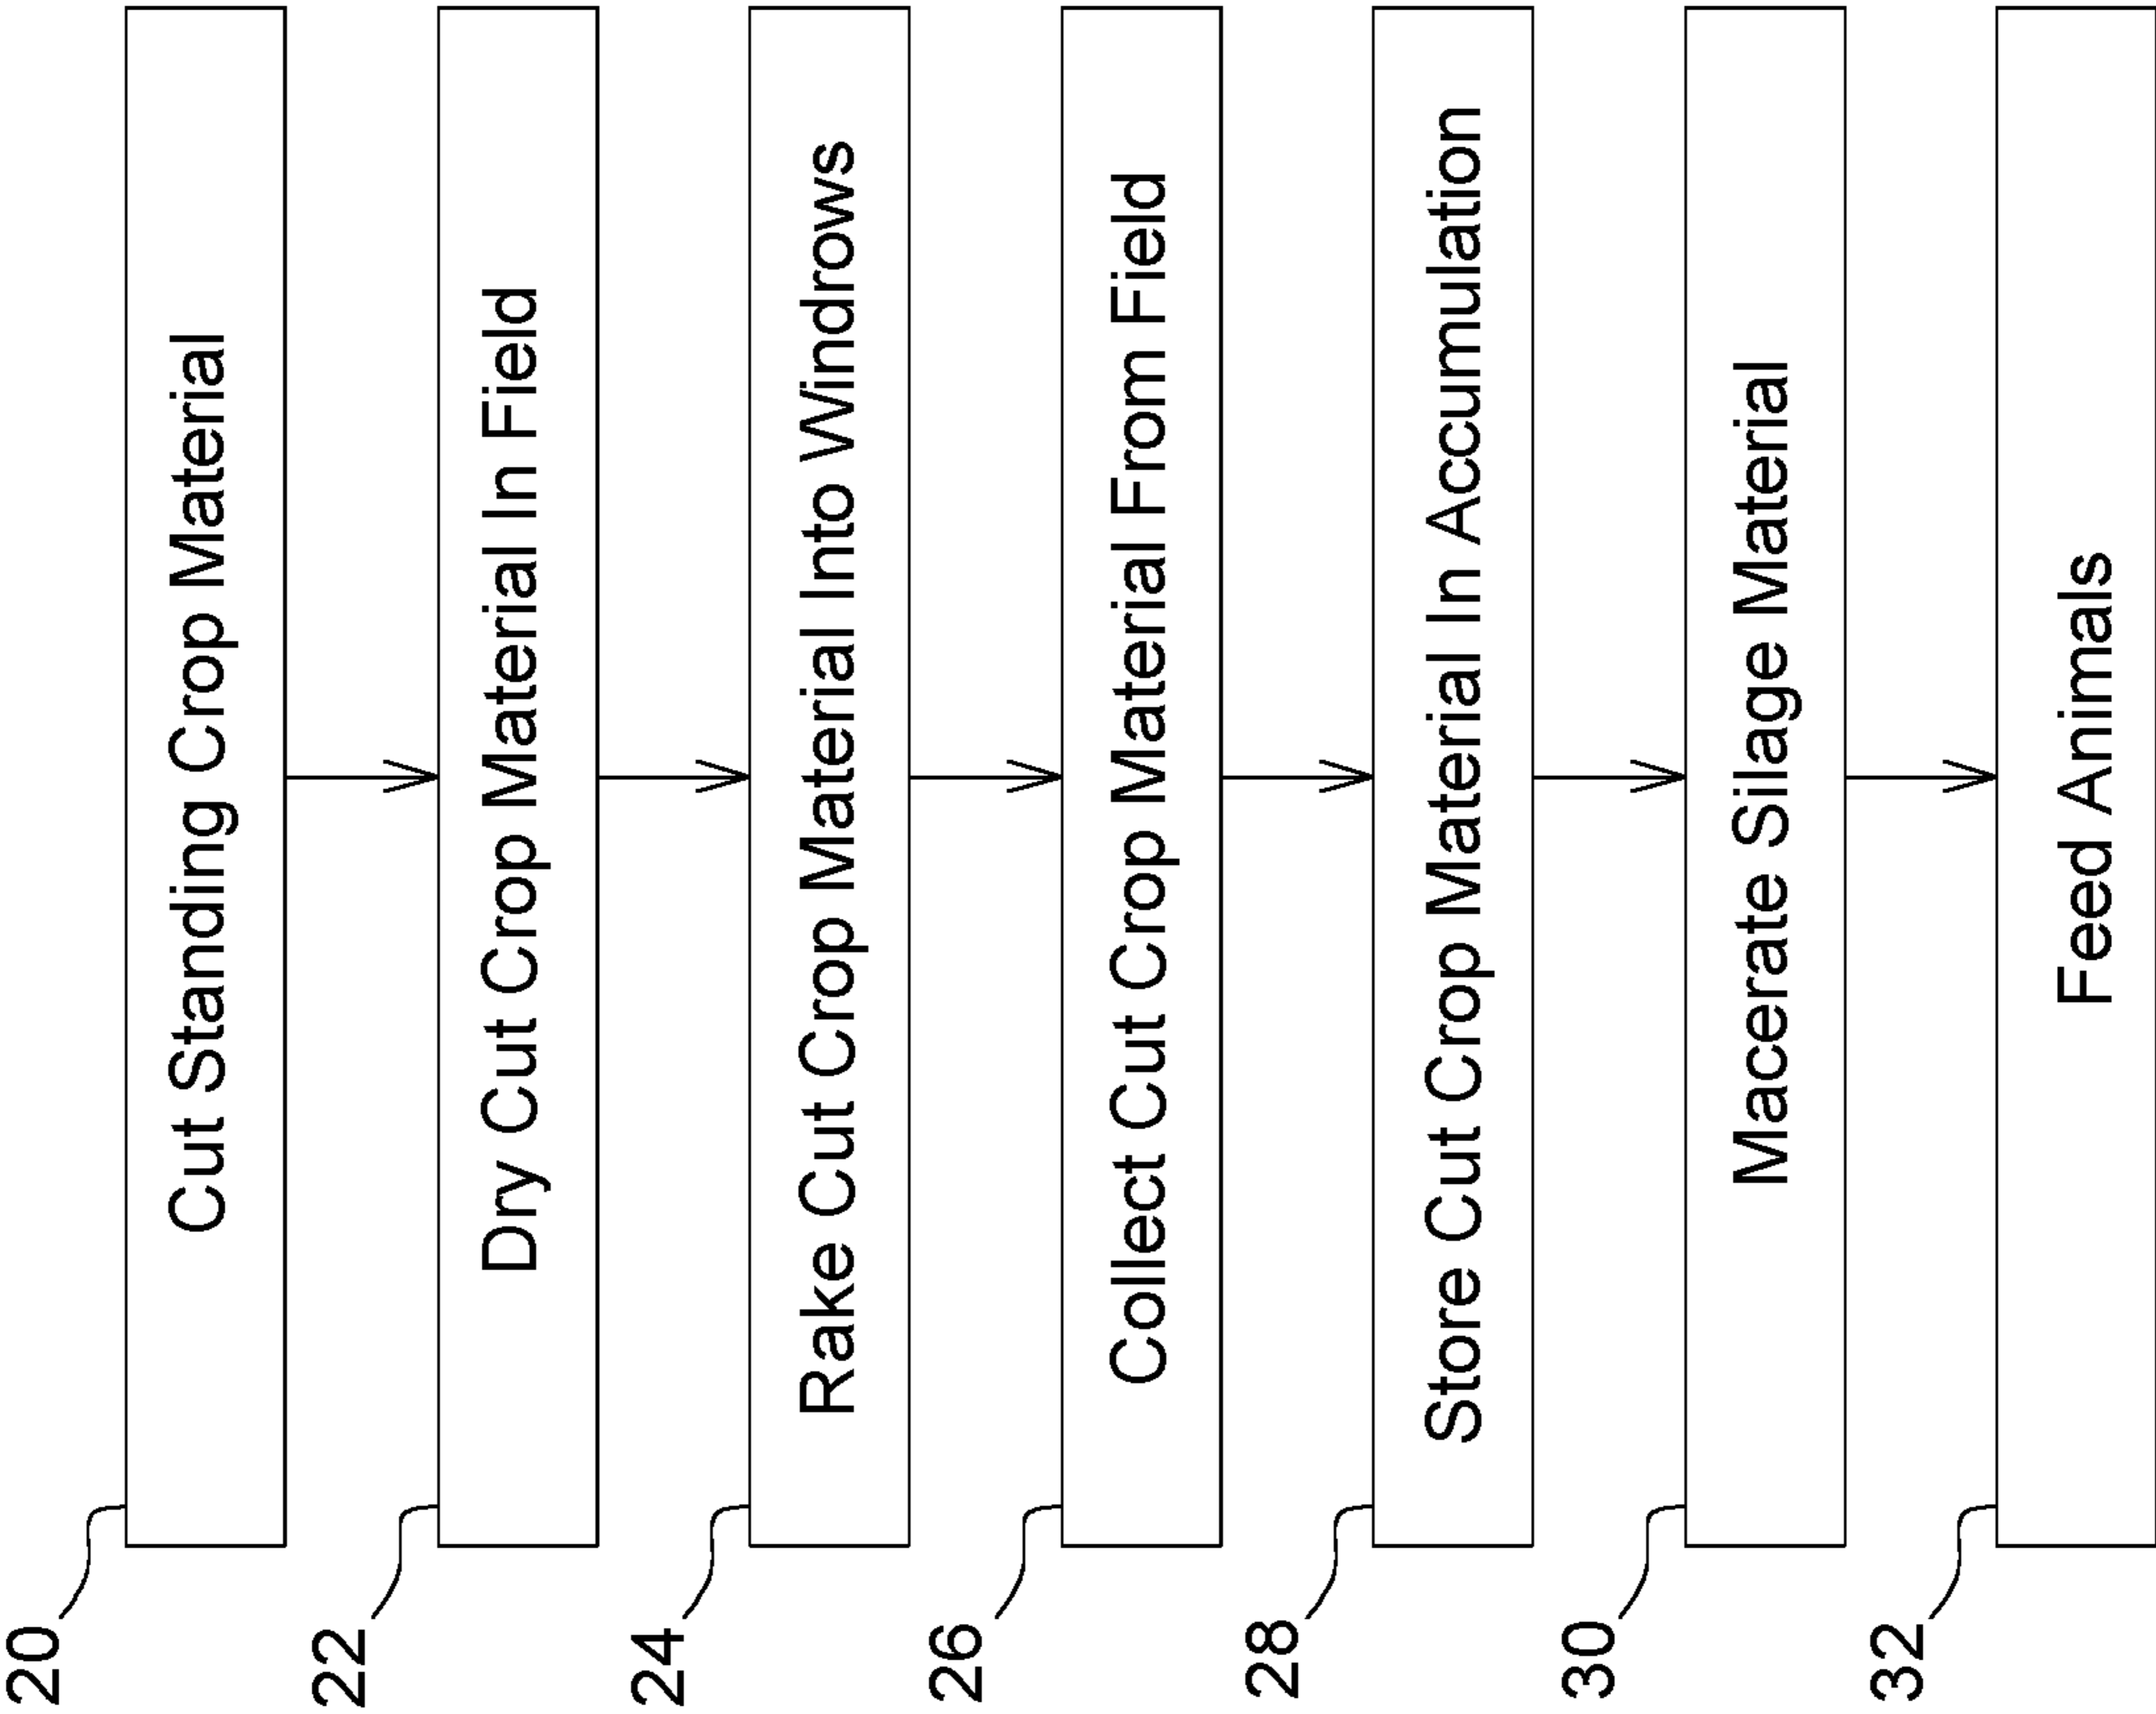 20
Cut Standing Crop Material
22
Dry Cut Crop Material In Field
24
Rake Cut Crop Material Into Windrows
26
Collect Cut Crop Material From Field
28
Store Cut Crop Material In Accumulation
30
Macerate Silage Material
32
Feed Animals